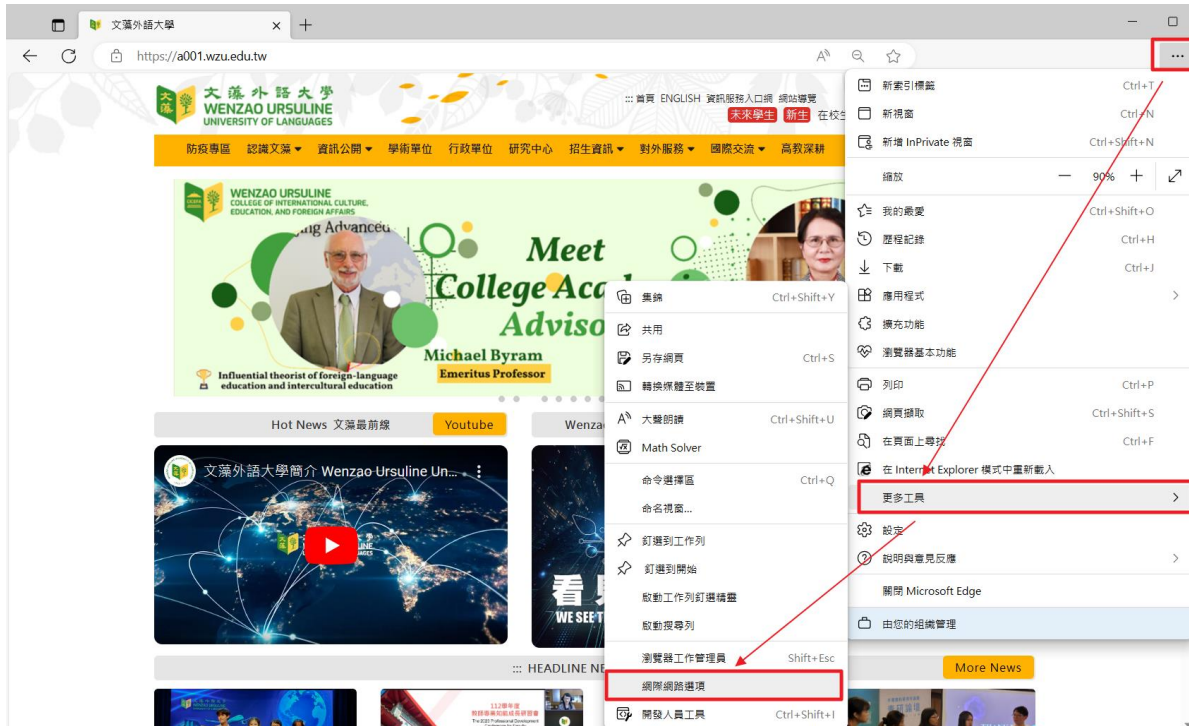 文藻外語大學
https://a001.wzu.edu.tw
文藻外語大學
WENZAO URSULINE
UNIVERSITY OF LANGUAGES
::: 首頁 ENGLISH 資訊服務入口網 網站導覽
未來學生 新生 在校
防疫專區 認識文藻 資訊公開 學術單位 行政單位 研究中心 招生資訊 對外服務 國際交流 高教深耕
WENZAO URSULINE
COLLEGE OF INTERNATIONAL CULTURE,
EDUCATION, AND FOREIGN AFFAIRS
ing Advanced
Meet
College Aca
Adviso
Michael Byram
Emeritus Professor
Influential theorist of foreign-language
education and intercultural education
Hot News 文藻最前線 Youtube
Wenza
文藻外語大學簡介 Wenzao Ursuline Un...
看
WE SEE T
::: HEADLINE NE
More News
112學年度
新索引標籤 Ctrl+T
新視窗 Ctrl+N
新增 InPrivate 視窗 Ctrl+Shift+N
縮放 90%
我的最愛 Ctrl+Shift+O
歷程記錄 Ctrl+H
下載 Ctrl+J
應用程式
擴充功能
瀏覽器基本功能
列印 Ctrl+P
網頁擷取 Ctrl+Shift+S
在頁面上尋找 Ctrl+F
在 Internet Explorer 模式中重新載入
更多工具
設定
說明與意見反應
關閉 Microsoft Edge
由您的組織管理
集錦 Ctrl+Shift+Y
共用
另存網頁 Ctrl+S
轉換媒體至裝置
大聲朗讀 Ctrl+Shift+U
Math Solver
命令選擇區 Ctrl+Q
命名視窗...
釘選到工作列
釘選到開始
啟動工作列釘選精靈
啟動搜尋列
瀏覽器工作管理員 Shift+Esc
網際網路選項
開發人員工具 Ctrl+Shift+I